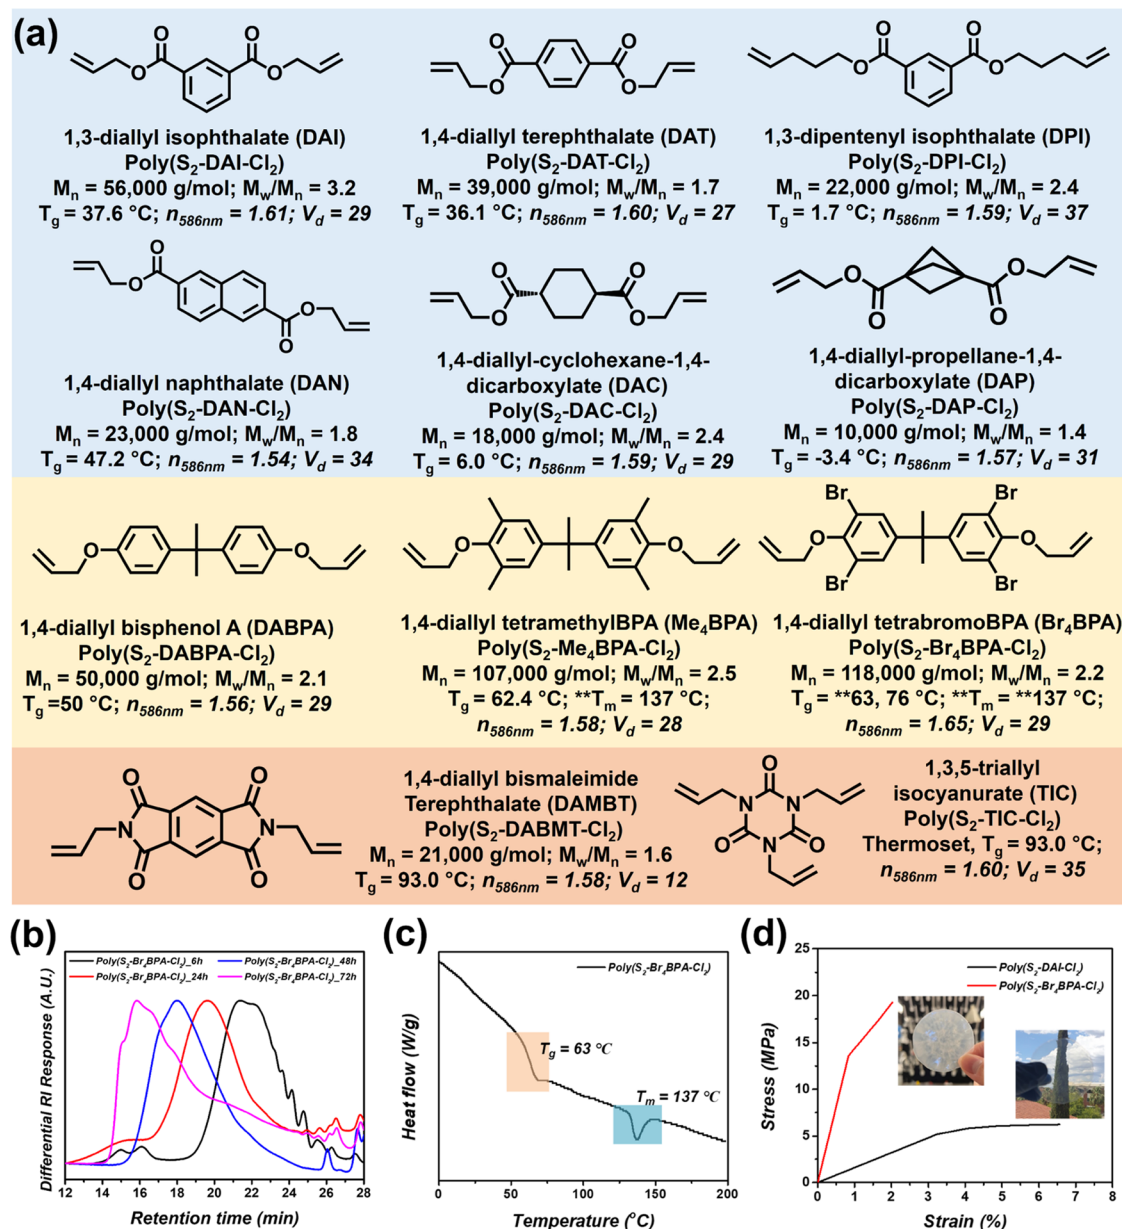 (a)
O
O
O
O
1,3-diallyl isophthalate (DAI)
Poly(S2-DAI-Cl2)
Mn = 56,000 g/mol; Mw/Mn = 3.2
Tg = 37.6 °C; n586nm = 1.61; Vd = 29
O
O
O
O
1,4-diallyl terephthalate (DAT)
Poly(S2-DAT-Cl2)
Mn = 39,000 g/mol; Mw/Mn = 1.7
Tg = 36.1 °C; n586nm = 1.60; Vd = 27
O
O
O
O
1,3-dipentenyl isophthalate (DPI)
Poly(S2-DPI-Cl2)
Mn = 22,000 g/mol; Mw/Mn = 2.4
Tg = 1.7 °C; n586nm = 1.59; Vd = 37
O
O
O
O
1,4-diallyl naphthalate (DAN)
Poly(S2-DAN-Cl2)
Mn = 23,000 g/mol; Mw/Mn = 1.8
Tg = 47.2 °C; n586nm = 1.54; Vd = 34
O
O
O
O
1,4-diallyl-cyclohexane-1,4-
dicarboxylate (DAC)
Poly(S2-DAC-Cl2)
Mn = 18,000 g/mol; Mw/Mn = 2.4
Tg = 6.0 °C; n586nm = 1.59; Vd = 29
O
O
O
O
1,4-diallyl-propellane-1,4-
dicarboxylate (DAP)
Poly(S2-DAP-Cl2)
Mn = 10,000 g/mol; Mw/Mn = 1.4
Tg = -3.4 °C; n586nm = 1.57; Vd = 31
O
O
1,4-diallyl bisphenol A (DABPA)
Poly(S2-DABPA-Cl2)
Mn = 50,000 g/mol; Mw/Mn = 2.1
Tg =50 °C; n586nm = 1.56; Vd = 29
O
O
1,4-diallyl tetramethylBPA (Me4BPA)
Poly(S2-Me4BPA-Cl2)
Mn = 107,000 g/mol; Mw/Mn = 2.5
Tg = 62.4 °C; **Tm = 137 °C;
n586nm = 1.58; Vd = 28
Br
Br
O
O
Br
Br
1,4-diallyl tetrabromoBPA (Br4BPA)
Poly(S2-Br4BPA-Cl2)
Mn = 118,000 g/mol; Mw/Mn = 2.2
Tg = **63, 76 °C; **Tm = **137 °C;
n586nm = 1.65; Vd = 29
O
O
N
N
O
O
1,4-diallyl bismaleimide
Terephthalate (DAMBT)
Poly(S2-DABMT-Cl2)
Mn = 21,000 g/mol; Mw/Mn = 1.6
Tg = 93.0 °C; n586nm = 1.58; Vd = 12
O
N
N
O
N
O
1,3,5-triallyl
isocyanurate (TIC)
Poly(S2-TIC-Cl2)
Thermoset, Tg = 93.0 °C;
n586nm = 1.60; Vd = 35
(b)
Poly(S2-Br4BPA-Cl2)_6h
Poly(S2-Br4BPA-Cl2)_48h
Poly(S2-Br4BPA-Cl2)_24h
Poly(S2-Br4BPA-Cl2)_72h
Differential RI Response (A.U.)
12 14 16 18 20 22 24 26 28
Retention time (min)
(c)
Poly(S2-Br4BPA-Cl2)
Tg = 63 °C
Tm = 137 °C
Heat flow (W/g)
0 50 100 150 200
Temperature (°C)
(d)
Poly(S2-DAI-Cl2)
Poly(S2-Br4BPA-Cl2)
Stress (MPa)
25
20
15
10
5
0
0 1 2 3 4 5 6 7 8
Strain (%)